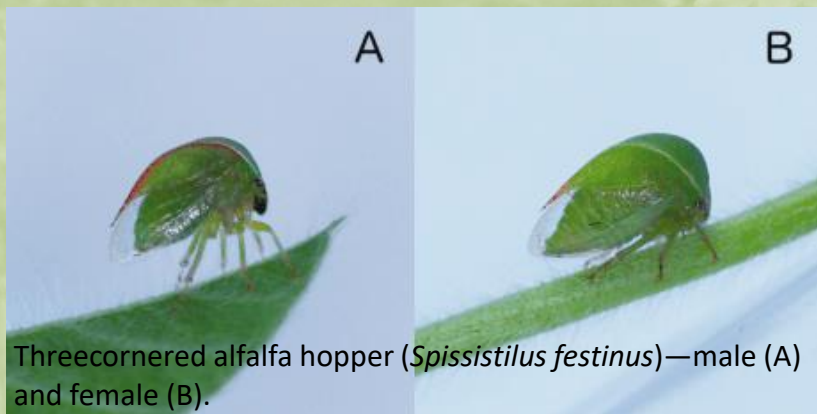 A
B
Threecornered alfalfa hopper (Spissistilus festinus)—male (A)
and female (B).